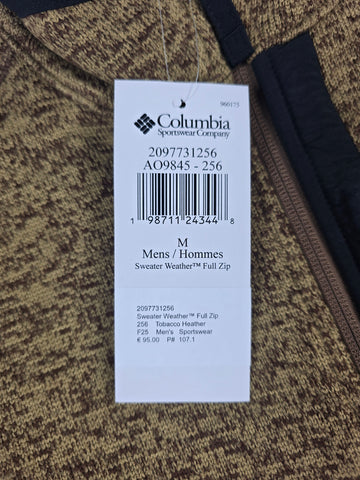 960175
Columbia
Sportswear Company
2097731256
AO9845 - 256
1 98711 24344 8
M
Mens / Hommes
Sweater Weather™ Full Zip
2097731256
Sweater Weather™ Full Zip
256 Tobacco Heather
F25 Men's Sportswear
€ 95.00 P# 107.1